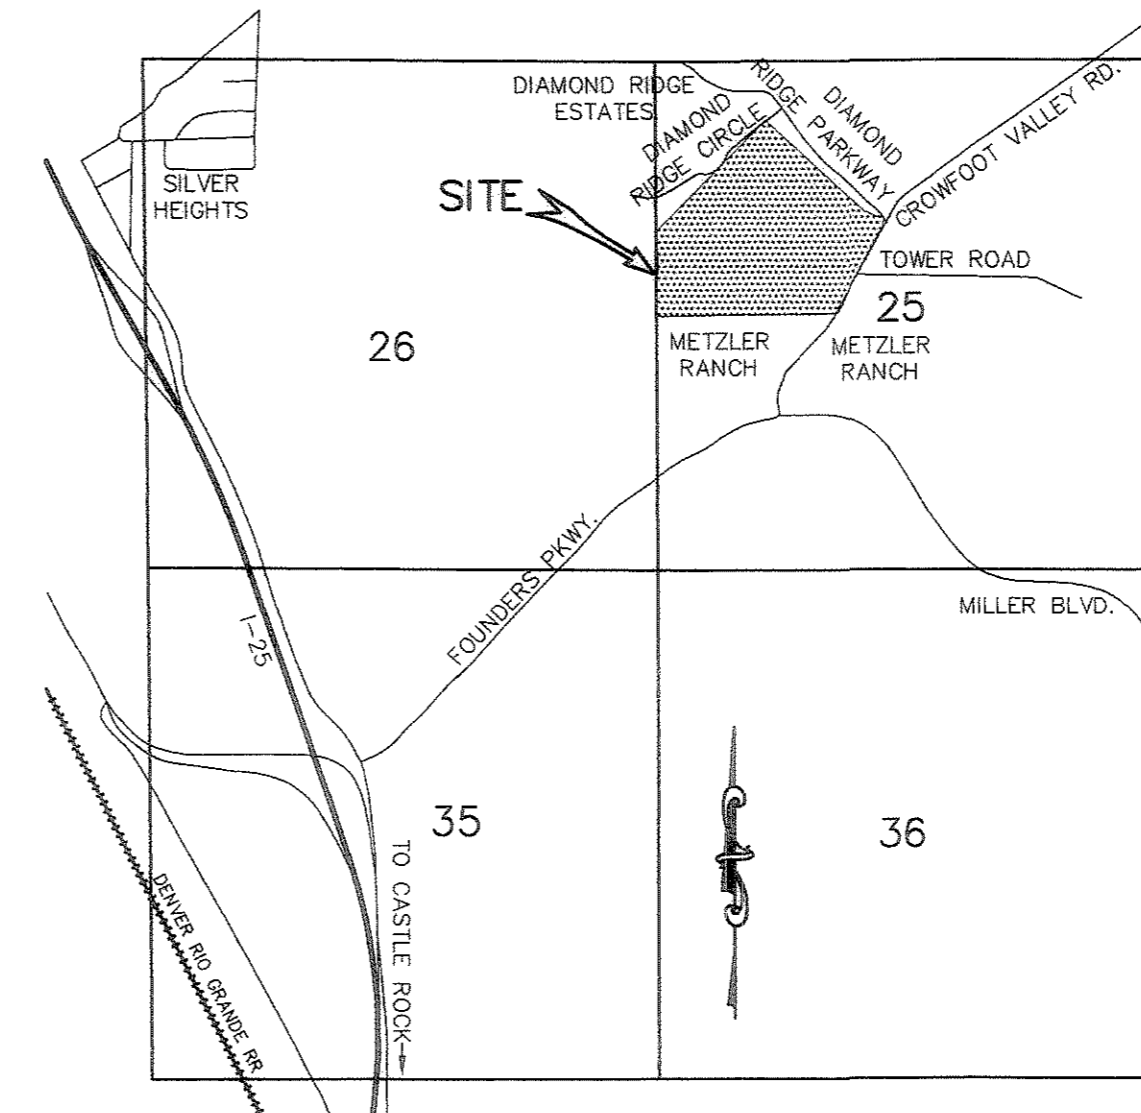 DIAMOND RIDGE
ESTATES
DIAMOND
RIDGE CIRCLE
DIAMOND
RIDGE PARKWAY
CROWFOOT VALLEY RD.
SILVER
HEIGHTS
SITE
TOWER ROAD
25
26
METZLER
RANCH
METZLER
RANCH
FOUNDERS PKWY.
MILLER BLVD.
I-25
35
36
TO CASTLE ROCK
DENVER RIO GRANDE RR